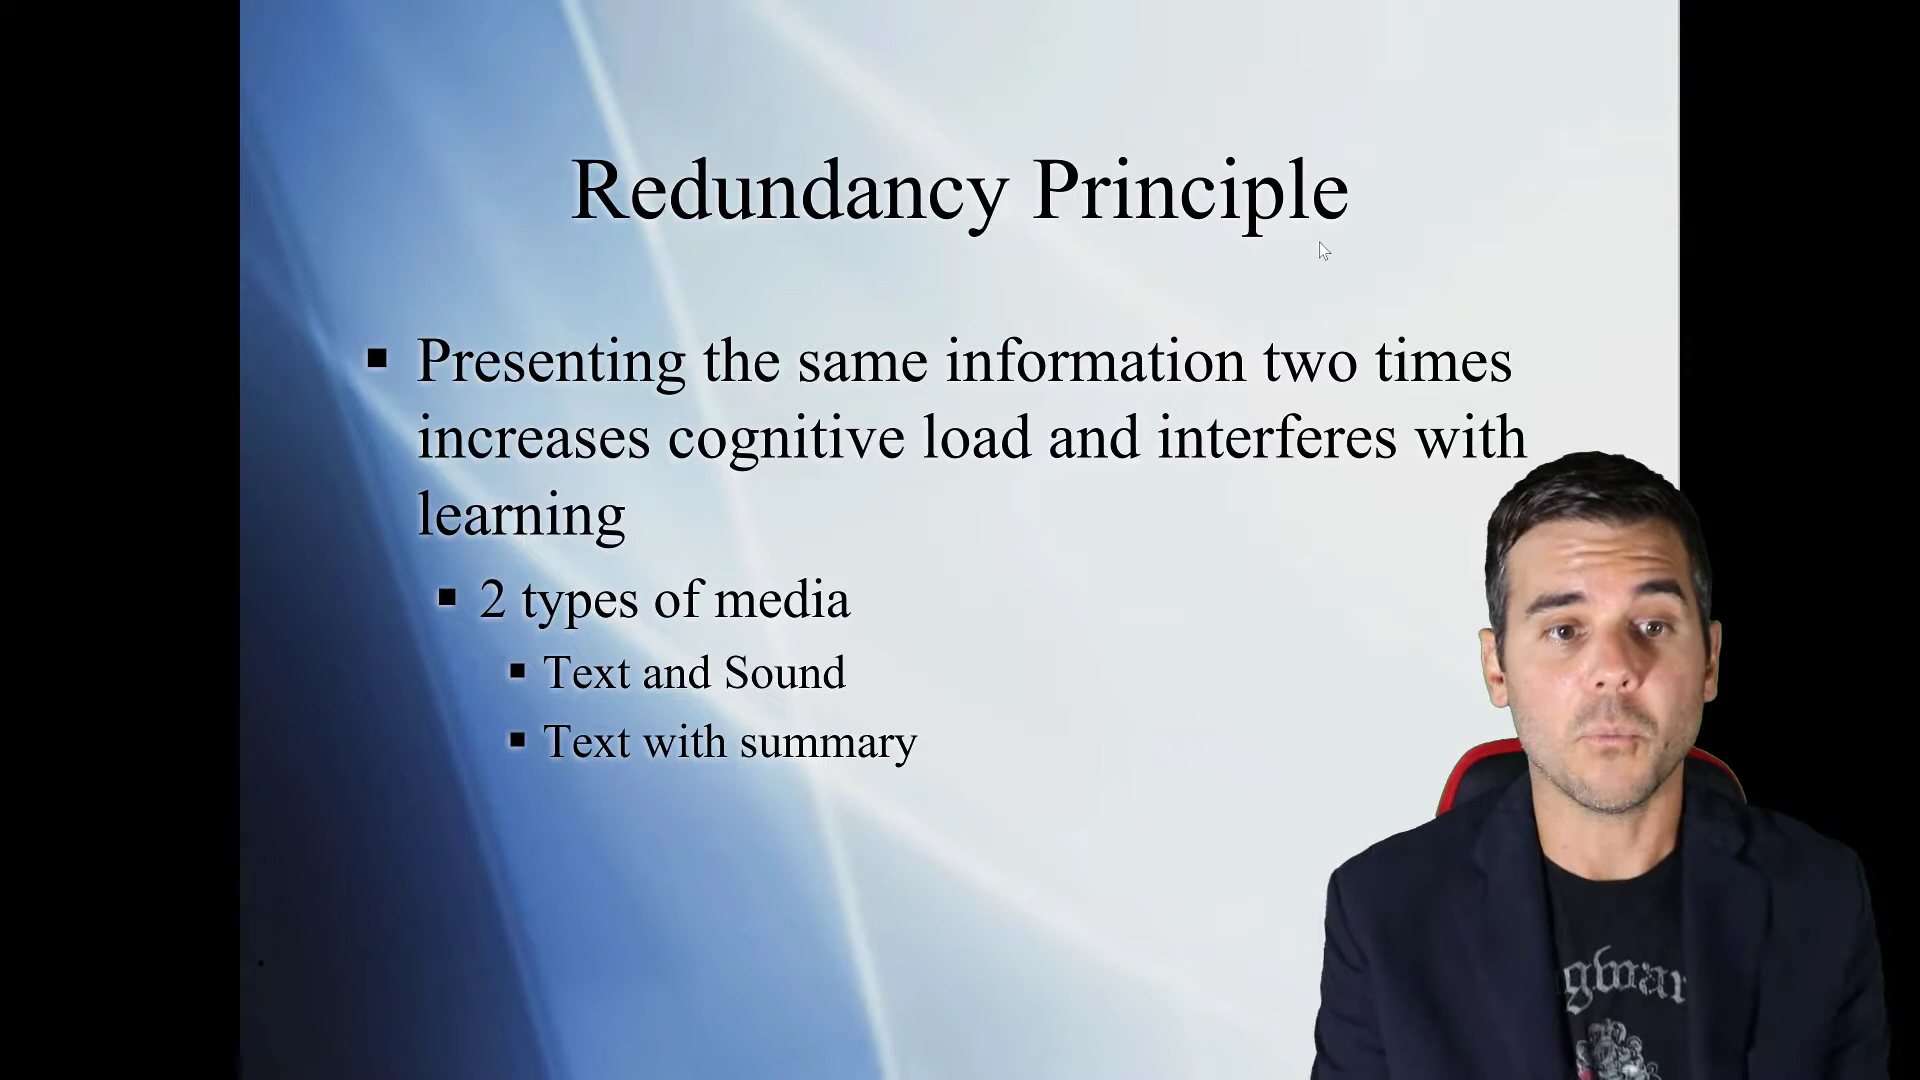 Redundancy Principle
Presenting the same information two times
increases cognitive load and interferes with
learning
2 types of media
Text and Sound
Text with summary